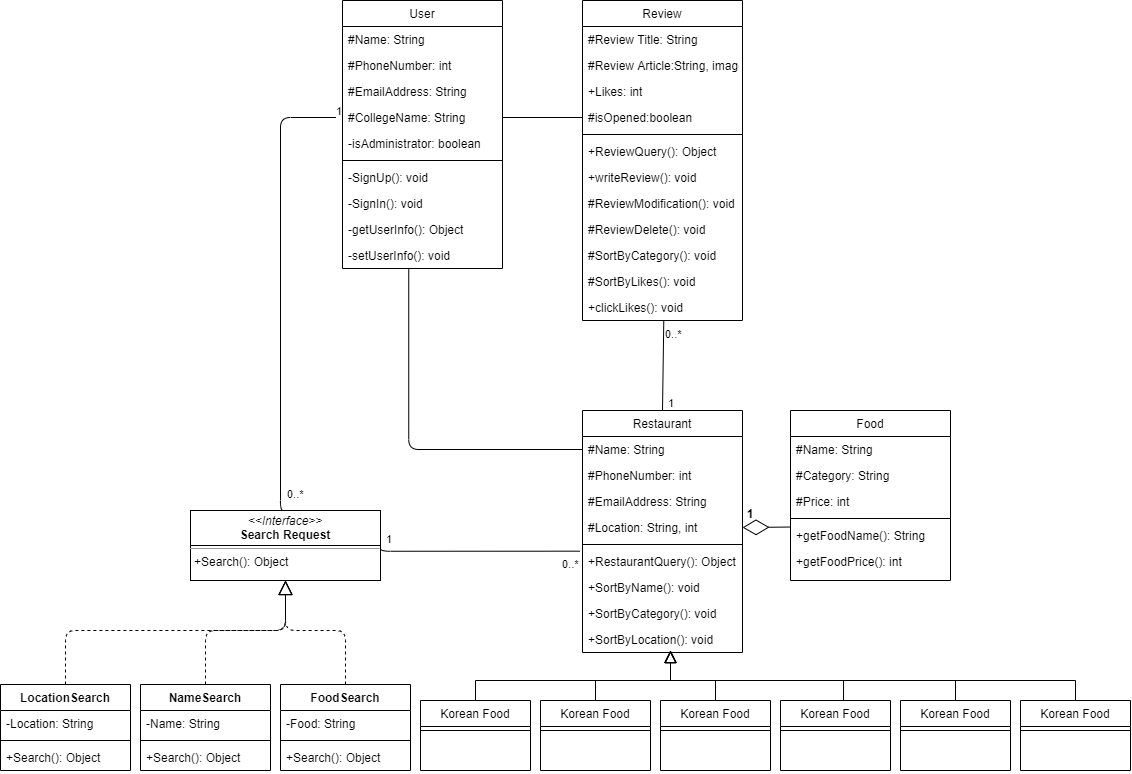 User
#Name: String
#PhoneNumber: int
#EmailAddress: String
#CollegeName: String
-isAdministrator: boolean
-SignUp(): void
-SignIn(): void
-getUserInfo(): Object
-setUserInfo(): void
Review
#Review Title: String
#Review Article:String, imag
+Likes: int
#isOpened:boolean
+ReviewQuery(): Object
+writeReview(): void
#ReviewModification(): void
#ReviewDelete(): void
#SortByCategory(): void
#SortByLikes(): void
+clickLikes(): void
1
0..*
0..*
1
Restaurant
#Name: String
#PhoneNumber: int
#EmailAddress: String
#Location: String, int
+RestaurantQuery(): Object
+SortByName(): void
+SortByCategory(): void
+SortByLocation(): void
1
Food
#Name: String
#Category: String
#Price: int
+getFoodName(): String
+getFoodPrice(): int
<<Interface>>
Search Request
+Search(): Object
1
0..*
LocationSearch
-Location: String
+Search(): Object
NameSearch
-Name: String
+Search(): Object
FoodSearch
-Food: String
+Search(): Object
Korean Food
Korean Food
Korean Food
Korean Food
Korean Food
Korean Food